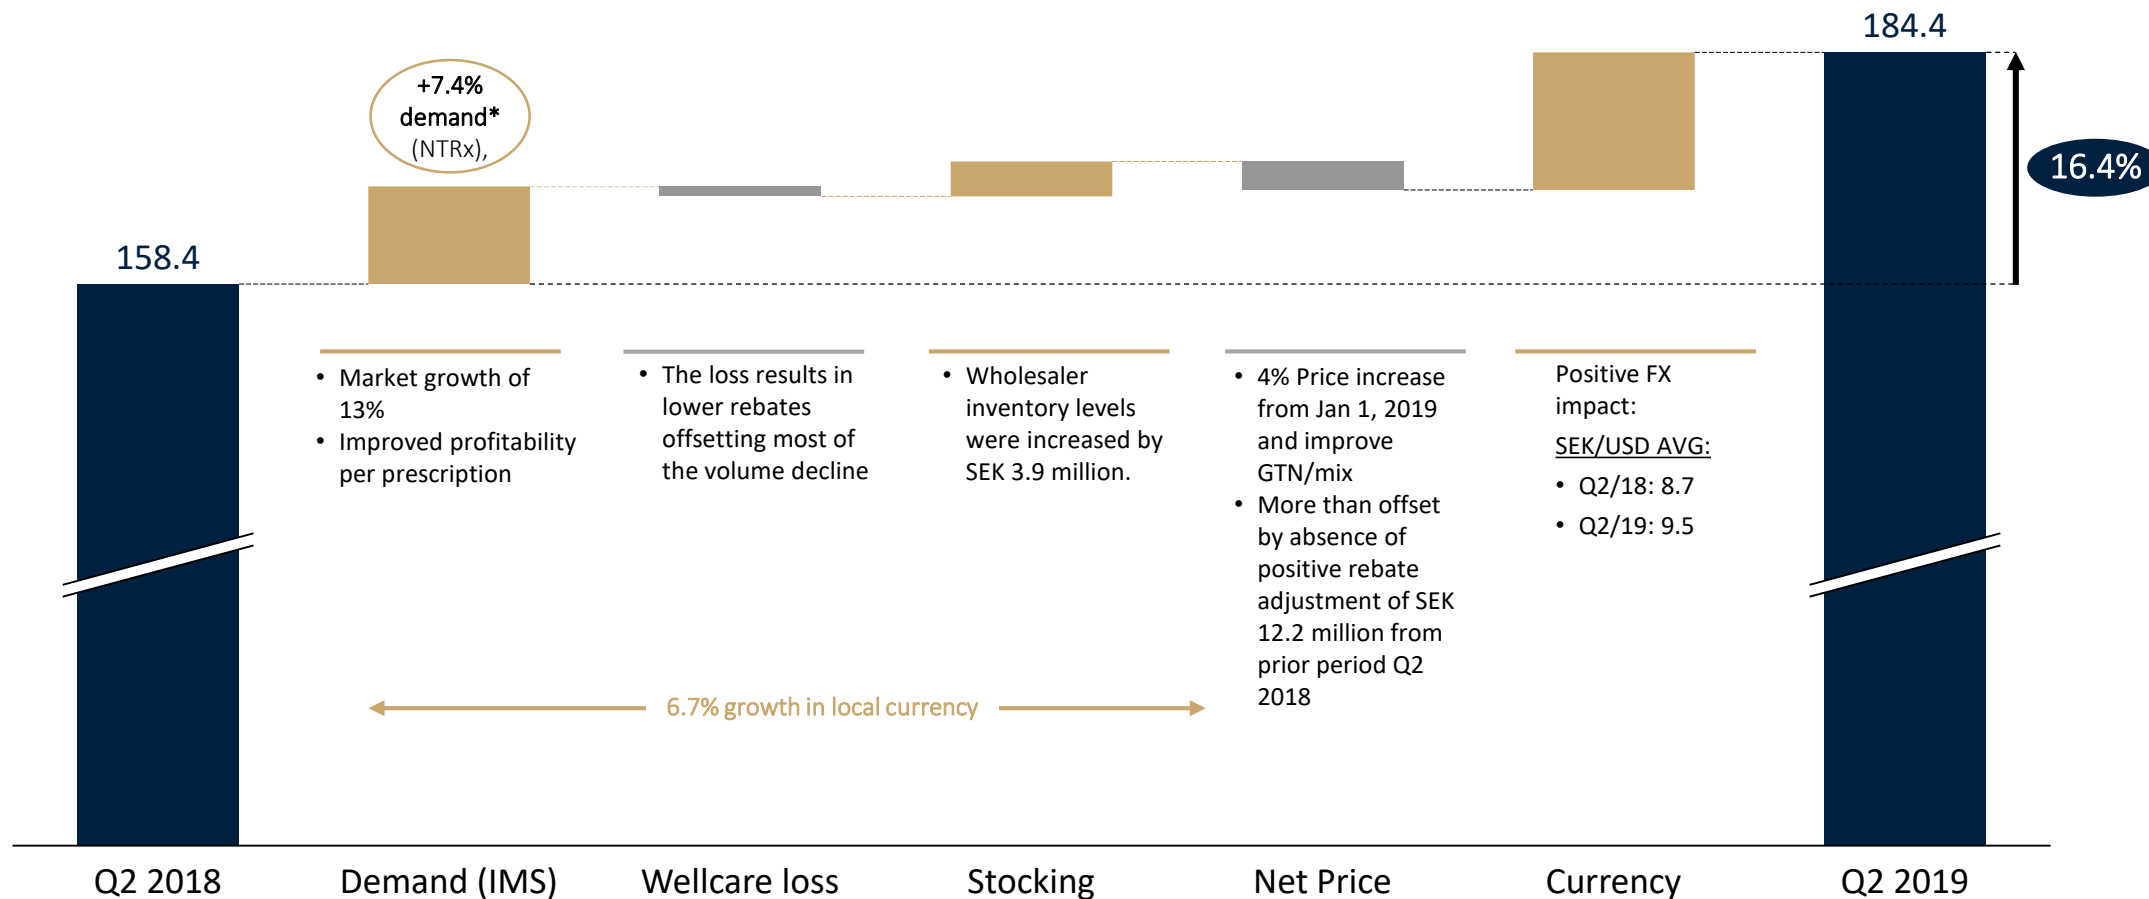 184.4
+7.4%
demand*
(NTRx),
16.4%
158.4
• Market growth of
13%
• Improved profitability
per prescription
• The loss results in
lower rebates
offsetting most of
the volume decline
• Wholesaler
inventory levels
were increased by
SEK 3.9 million.
• 4% Price increase
from Jan 1, 2019
and improve
GTN/mix
• More than offset
by absence of
positive rebate
adjustment of SEK
12.2 million from
prior period Q2
2018
Positive FX
impact:
SEK/USD AVG:
• Q2/18: 8.7
• Q2/19: 9.5
6.7% growth in local currency
Q2 2018
Demand (IMS)
Wellcare loss
Stocking
Net Price
Currency
Q2 2019